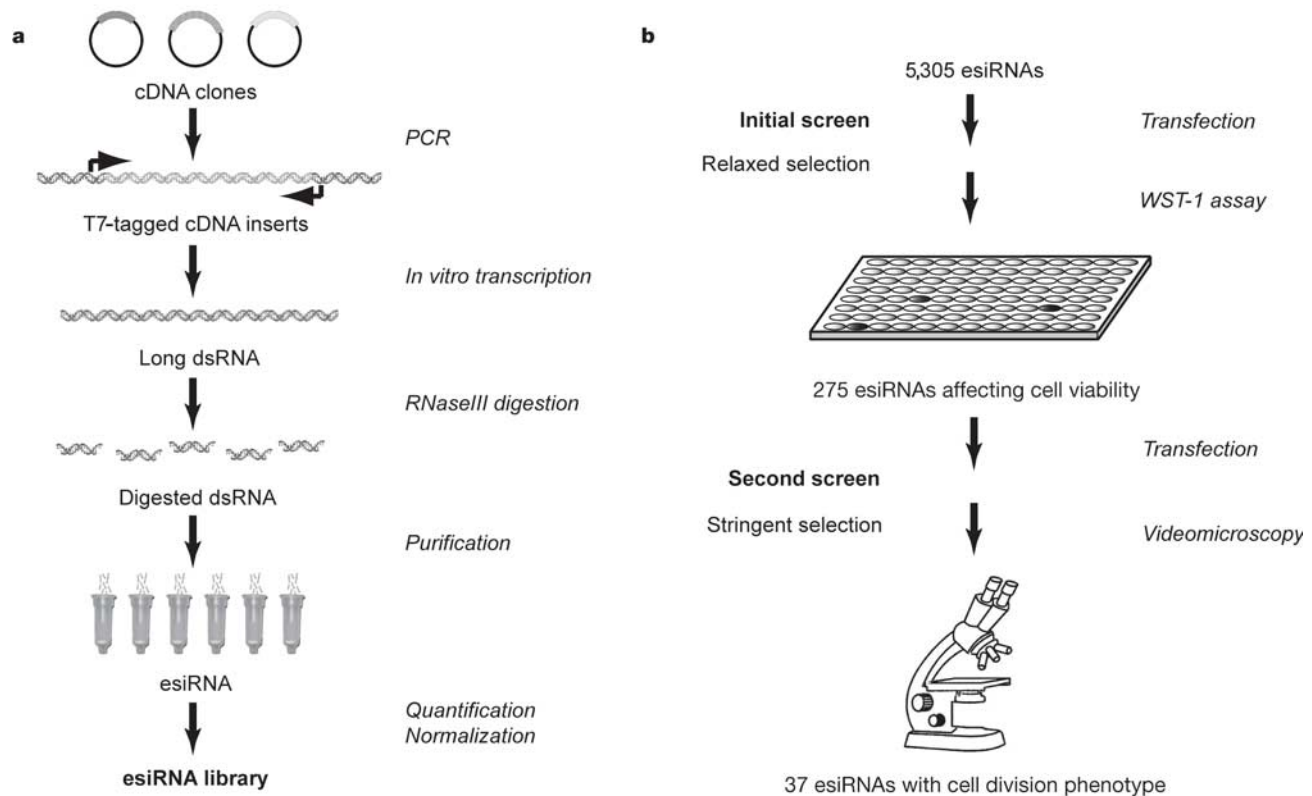 a
cDNA clones
PCR
T7-tagged cDNA inserts
In vitro transcription
Long dsRNA
RNaseIII digestion
Digested dsRNA
Purification
esiRNA
Quantification
Normalization
esiRNA library
b
5,305 esiRNAs
Initial screen
Transfection
Relaxed selection
WST-1 assay
275 esiRNAs affecting cell viability
Transfection
Second screen
Stringent selection
Videomicroscopy
37 esiRNAs with cell division phenotype